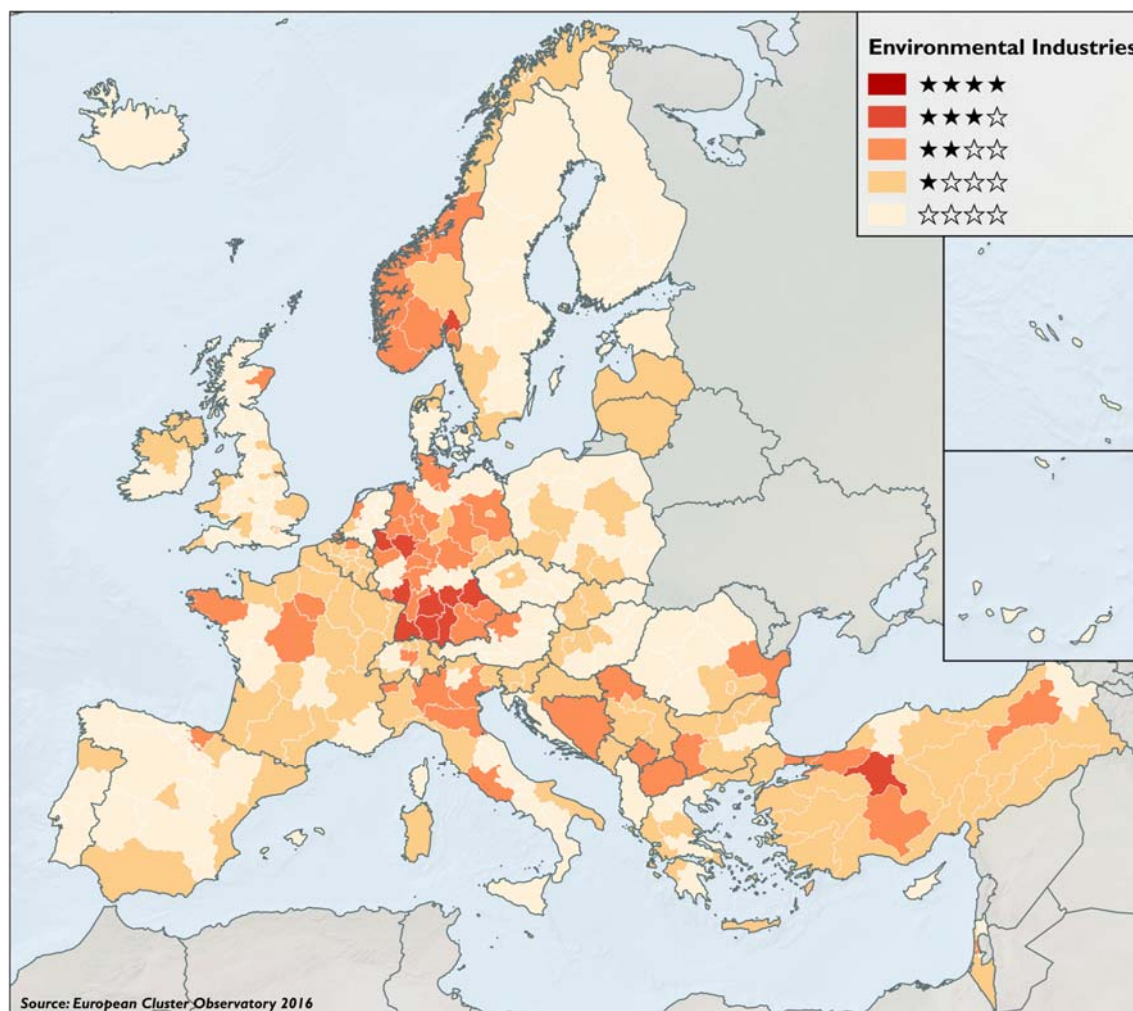 Environmental Industries
★★★★
★★★☆
★★☆☆
★☆☆☆
☆☆☆☆
Source: European Cluster Observatory 2016